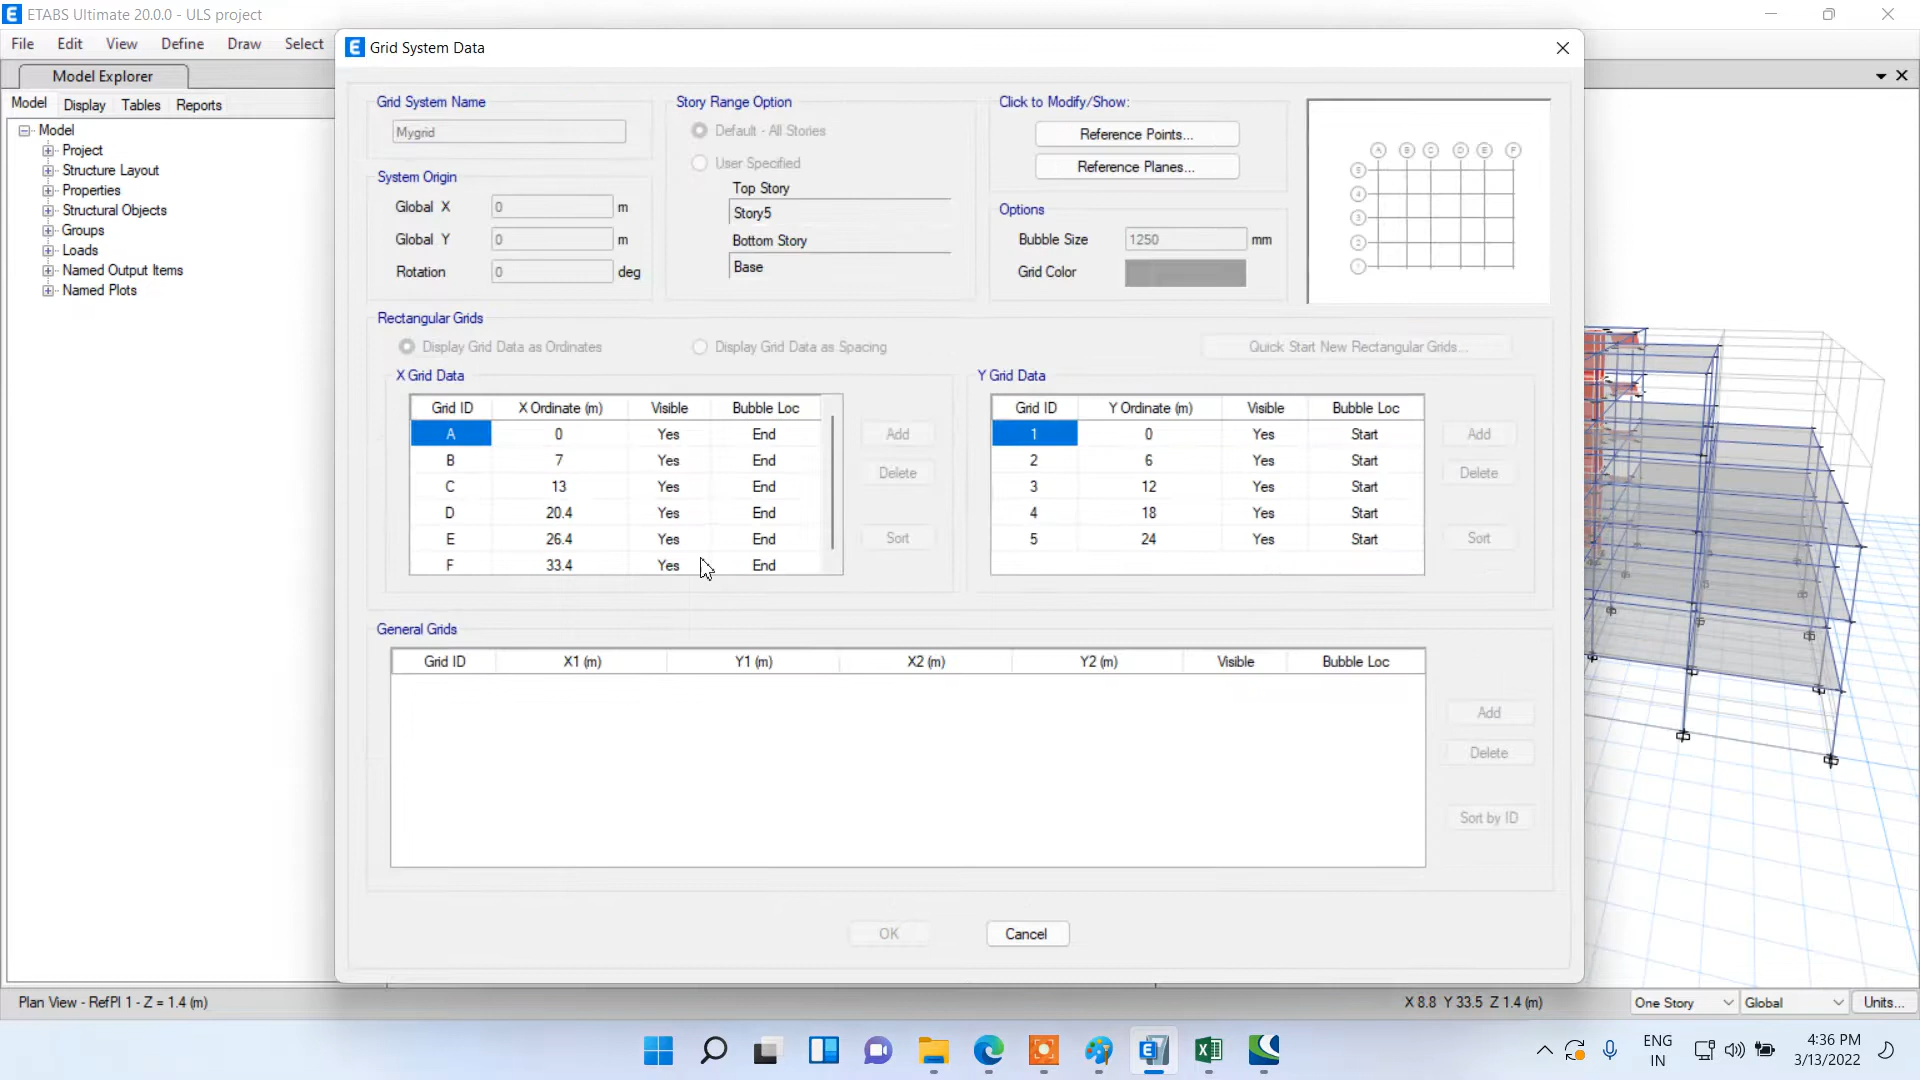 ETABS Ultimate 20.0.0 - ULS project
File Edit View Define Draw Select
Grid System Data
Model Explorer
Model Display Tables Reports
Model
Project
Structure Layout
Properties
Structural Objects
Groups
Loads
Named Output Items
Named Plots
Grid System Name
Mygrid
System Origin
Global X 0 m
Global Y 0 m
Rotation 0 deg
Story Range Option
Default - All Stories
User Specified
Top Story
Story5
Bottom Story
Base
Click to Modify/Show:
Reference Points...
Reference Planes...
Options
Bubble Size 1250 mm
Grid Color
A B C D E F
5
4
3
2
1
Rectangular Grids
Display Grid Data as Ordinates Display Grid Data as Spacing Quick Start New Rectangular Grids...
X Grid Data
Grid ID X Ordinate (m) Visible Bubble Loc
A 0 Yes End
B 7 Yes End
C 13 Yes End
D 20.4 Yes End
E 26.4 Yes End
F 33.4 Yes End
Add
Delete
Sort
Y Grid Data
Grid ID Y Ordinate (m) Visible Bubble Loc
1 0 Yes Start
2 6 Yes Start
3 12 Yes Start
4 18 Yes Start
5 24 Yes Start
Add
Delete
Sort
General Grids
Grid ID X1 (m) Y1 (m) X2 (m) Y2 (m) Visible Bubble Loc
Add
Delete
Sort by ID
OK Cancel
Plan View - RefPl 1 - Z = 1.4 (m) X 8.8 Y 33.5 Z 1.4 (m) One Story Global Units...
ENG
IN
4:36 PM
3/13/2022